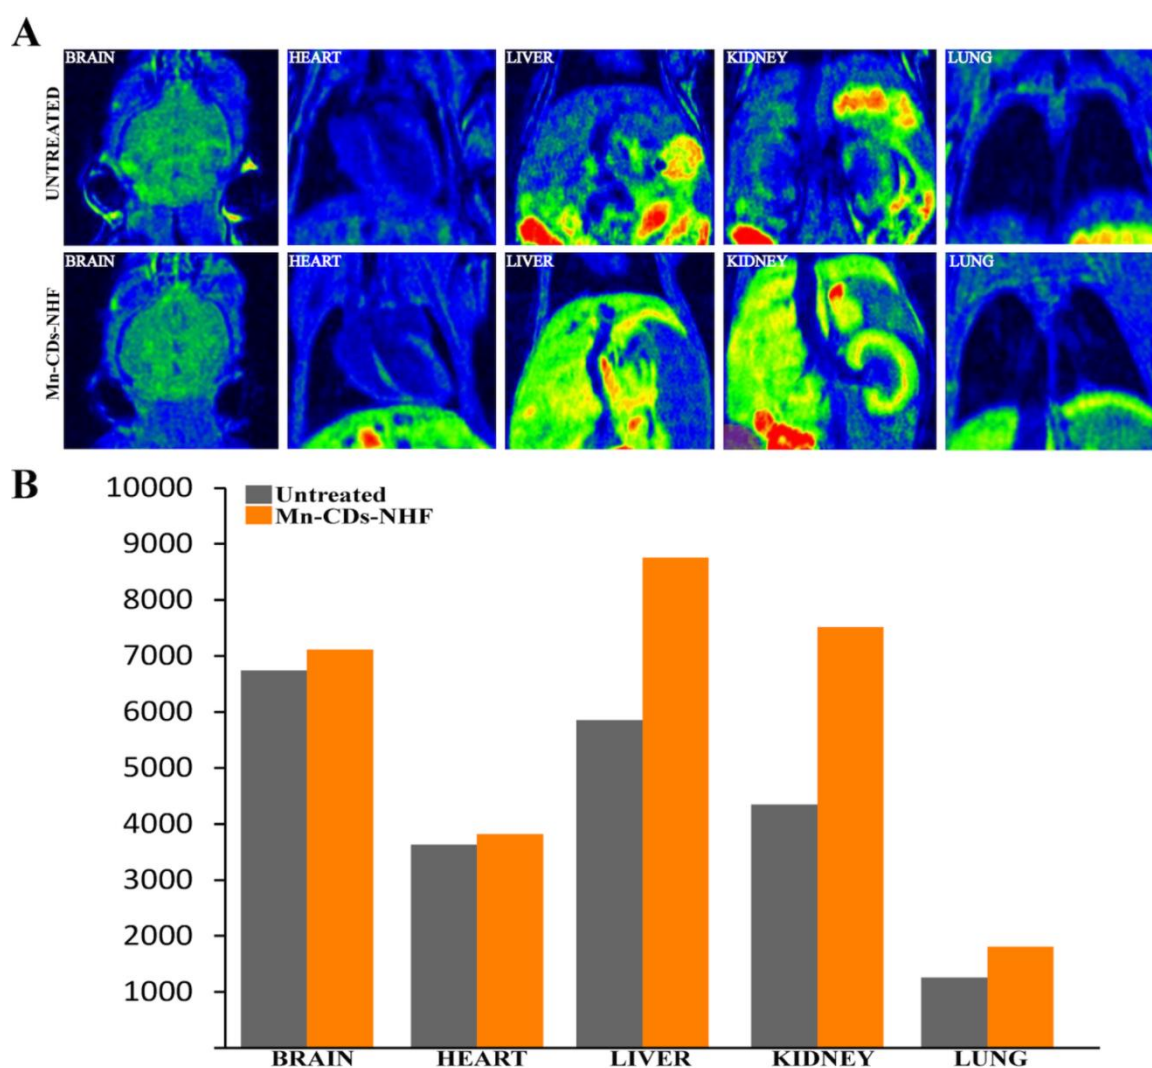 A
BRAIN HEART LIVER KIDNEY LUNG
UNTREATED
BRAIN HEART LIVER KIDNEY LUNG
Mn-CDs-NHF
B
Untreated
Mn-CDs-NHF
10000
9000
8000
7000
6000
5000
4000
3000
2000
1000
BRAIN HEART LIVER KIDNEY LUNG